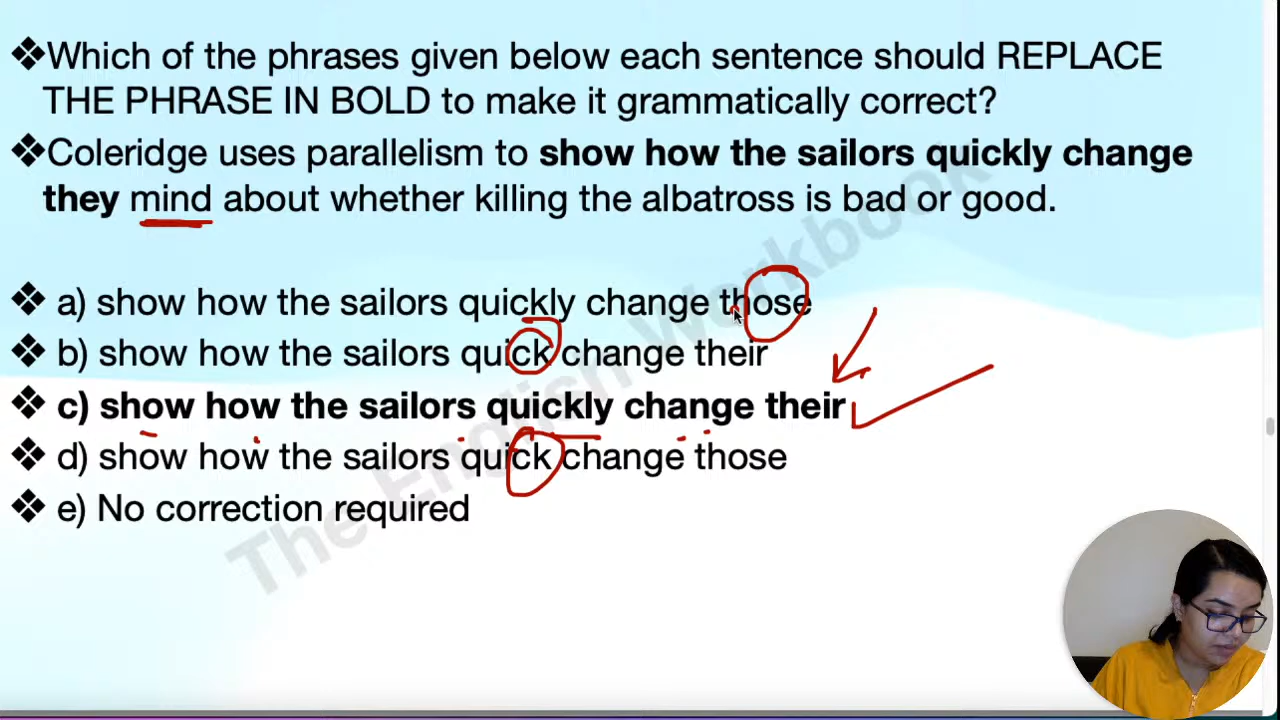 ❖Which of the phrases given below each sentence should REPLACE
THE PHRASE IN BOLD to make it grammatically correct?
❖Coleridge uses parallelism to show how the sailors quickly change
they mind about whether killing the albatross is bad or good.
❖ a) show how the sailors quickly change those
❖ b) show how the sailors quick change their
❖ c) show how the sailors quickly change their
❖ d) show how the sailors quick change those
❖ e) No correction required
The English Workbook